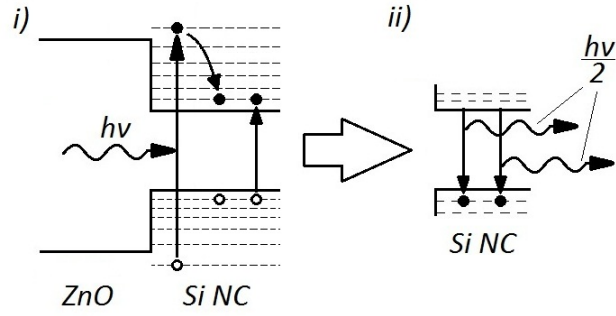 i)
ii)
hν
hν
2
ZnO
Si NC
Si NC